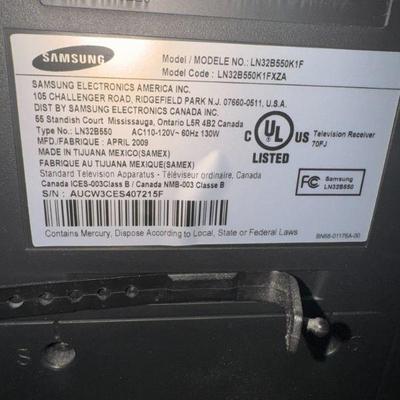 SAMSUNG
Model / MODELE NO.: LN32B550K1F
Model Code : LN32B550K1FXZA
SAMSUNG ELECTRONICS AMERICA INC.
105 CHALLENGER ROAD, RIDGEFIELD PARK N.J. 07660-0511, U.S.A.
DIST BY SAMSUNG ELECTRONICS CANADA INC.
55 Standish Court Mississauga, Ontario L5R 4B2 Canada
Type No.: LN32B550 AC110-120V~ 60Hz 130W
MFD./FABRIQUE : APRIL 2009
MADE IN TIJUANA MEXICO(SAMEX)
FABRIQUE AU TIJUANA MEXIQUE(SAMEX)
Standard Television Apparatus - Téléviseur ordinaire, Canada
Canada ICES-003Class B / Canada NMB-003 Classe B
S/N : AUCW3CES407215F
C UL US
LISTED
Television Receiver
70FJ
FC Samsung
LN32B550
Contains Mercury, Dispose According to Local, State or Federal Laws
BN68-01176A-00
S